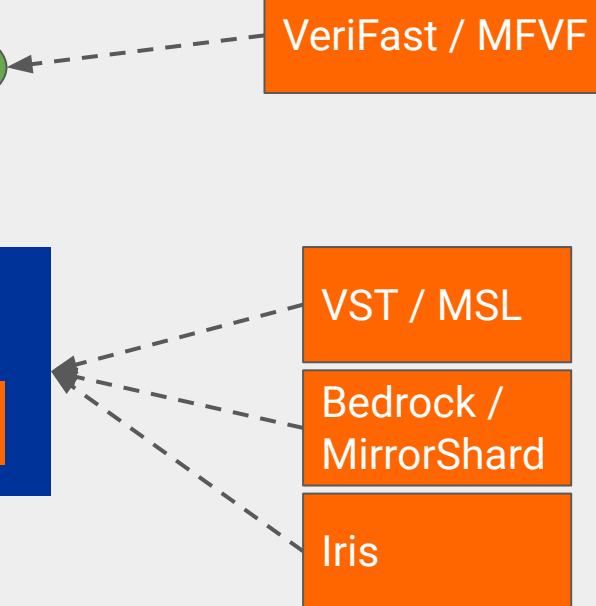 VeriFast / MFVF
VST / MSL
Bedrock /
MirrorShard
Iris